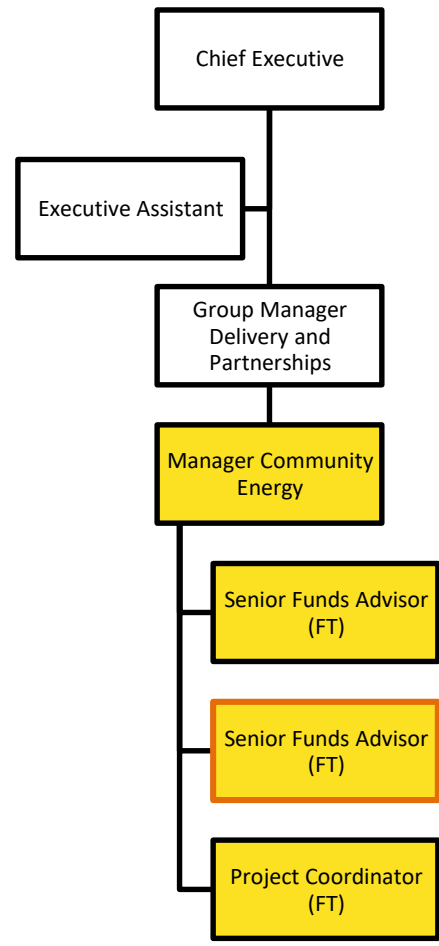 Chief Executive
Executive Assistant
Group Manager
Delivery and
Partnerships
Manager Community
Energy
Senior Funds Advisor
(FT)
Senior Funds Advisor
(FT)
Project Coordinator
(FT)